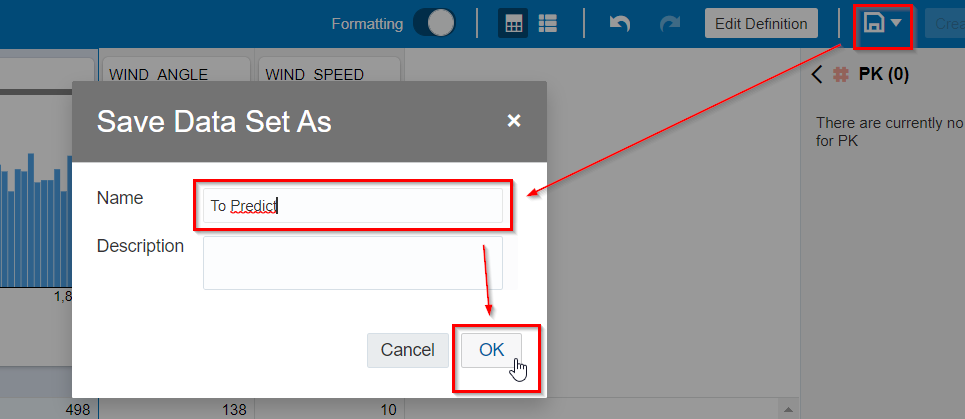 Formatting
Edit Definition
Crea
WIND_ANGLE
WIND_SPEED
PK (0)
There are currently no
for PK
Save Data Set As
Name
To Predict
Description
Cancel
OK
1,8
498
138
10